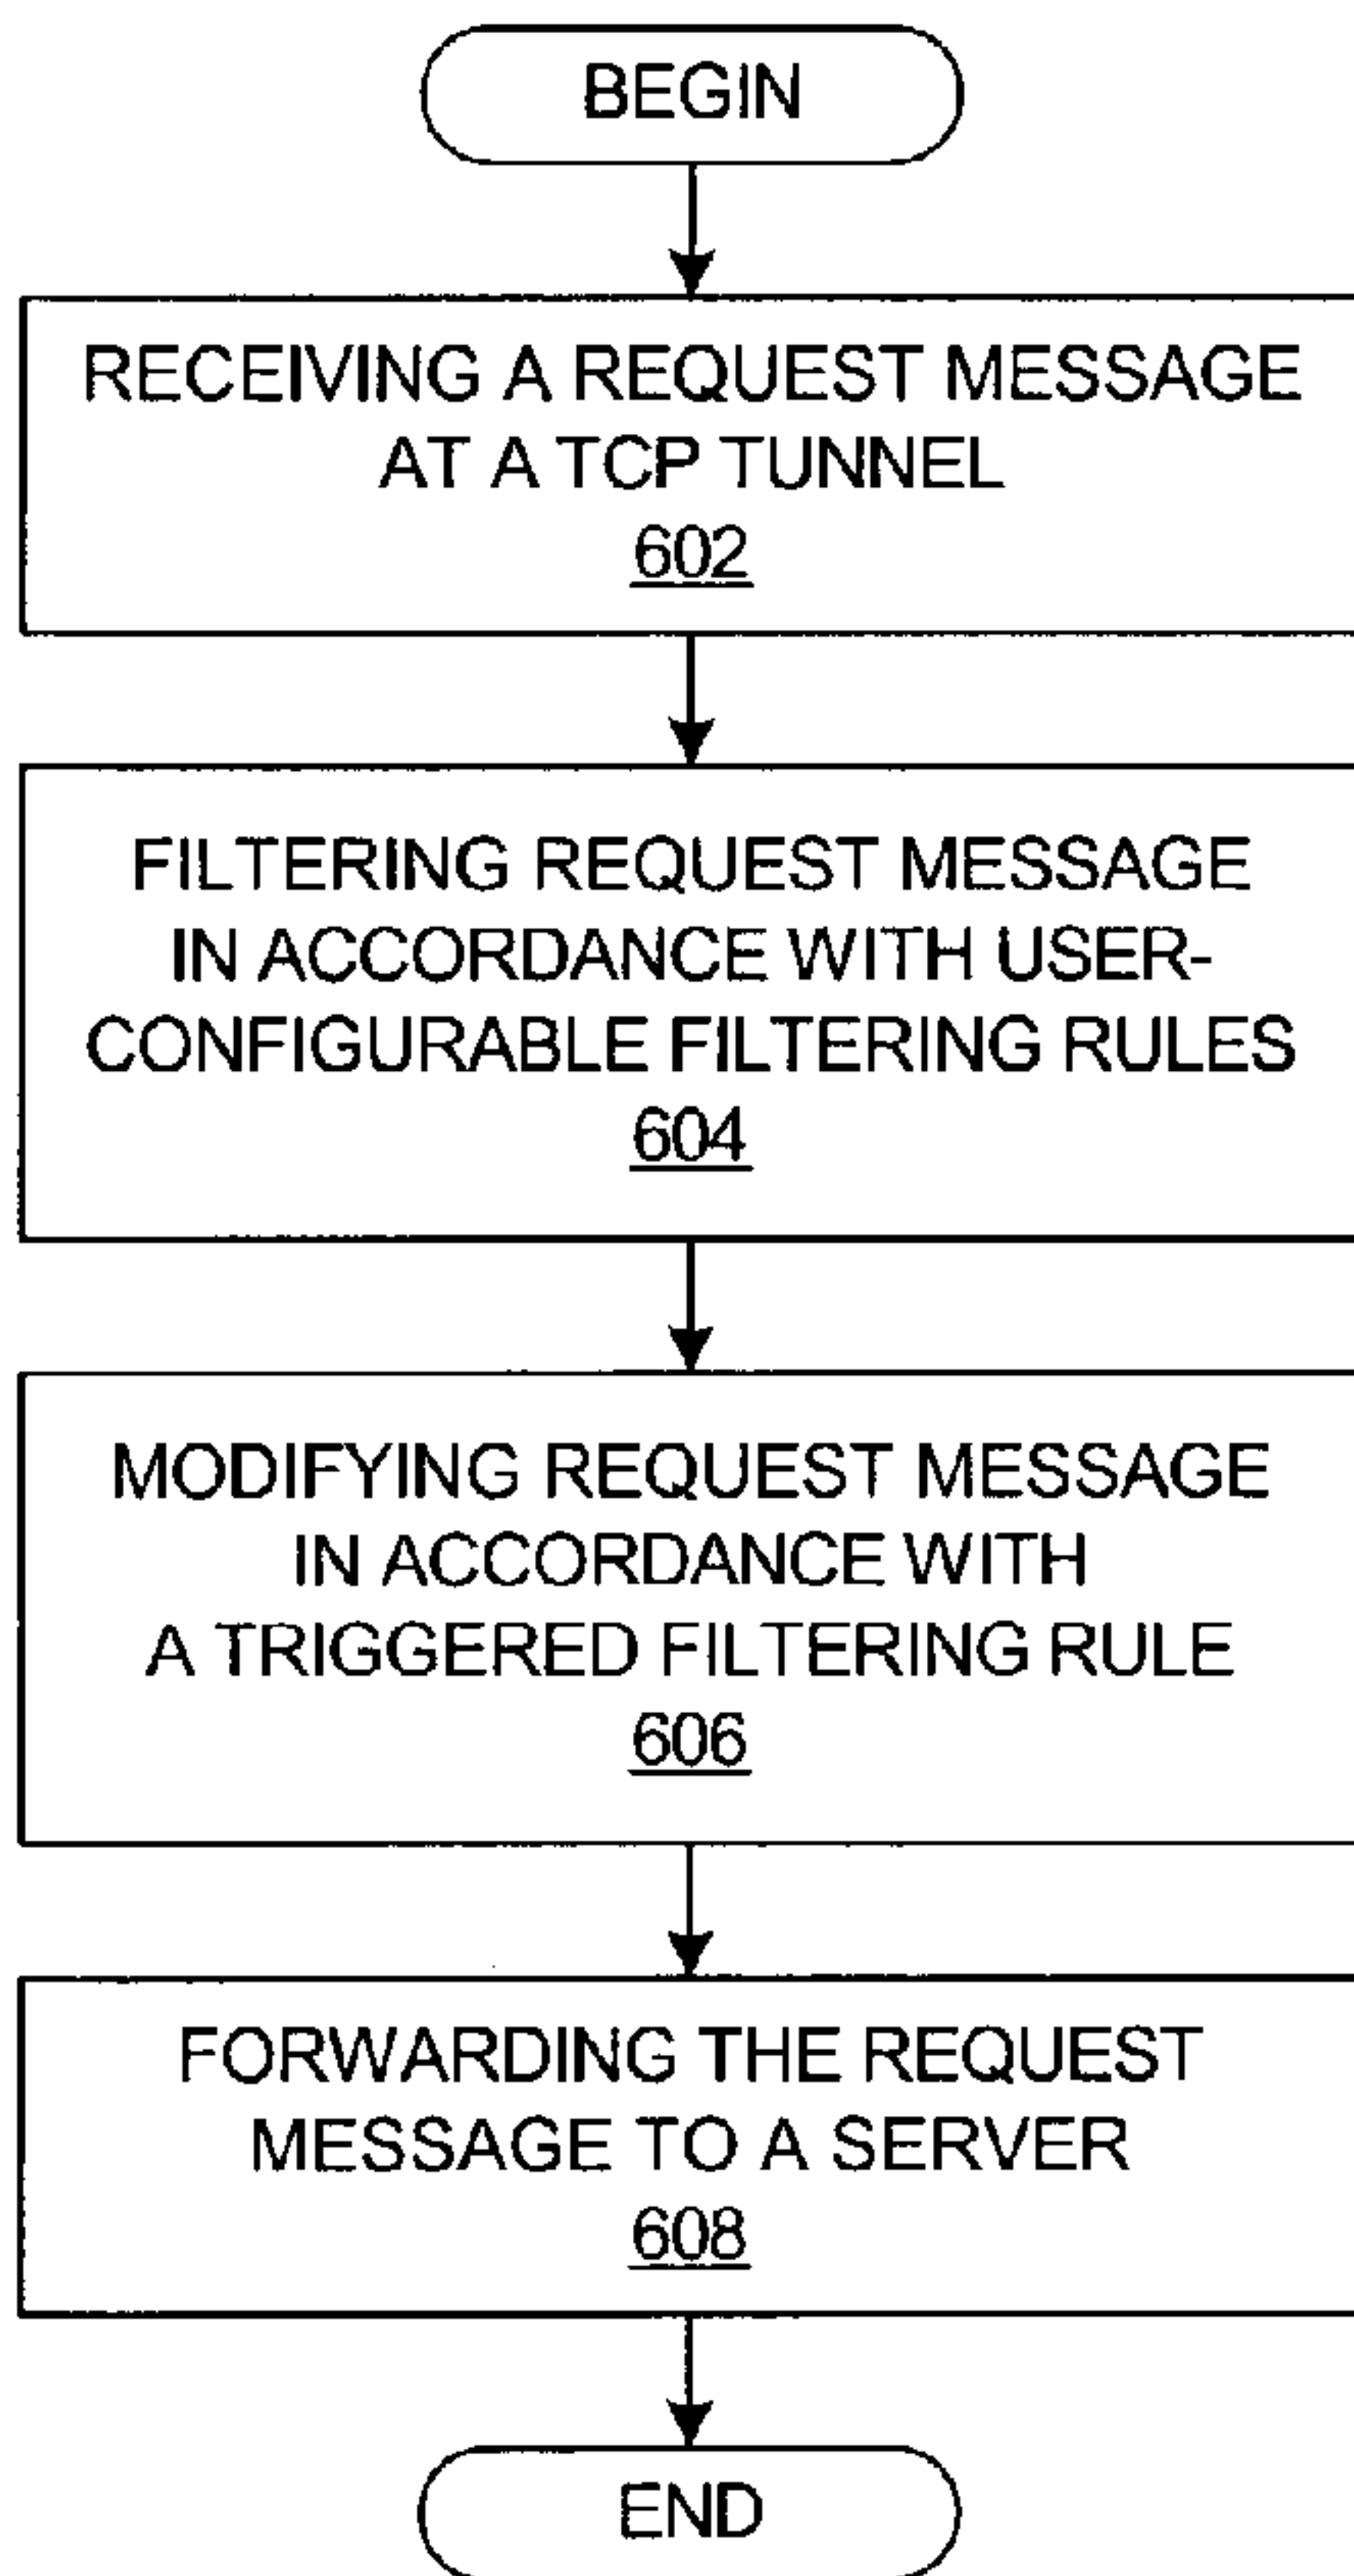 BEGIN
RECEIVING A REQUEST MESSAGE
AT A TCP TUNNEL
602
FILTERING REQUEST MESSAGE
IN ACCORDANCE WITH USER-
CONFIGURABLE FILTERING RULES
604
MODIFYING REQUEST MESSAGE
IN ACCORDANCE WITH
A TRIGGERED FILTERING RULE
606
FORWARDING THE REQUEST
MESSAGE TO A SERVER
608
END